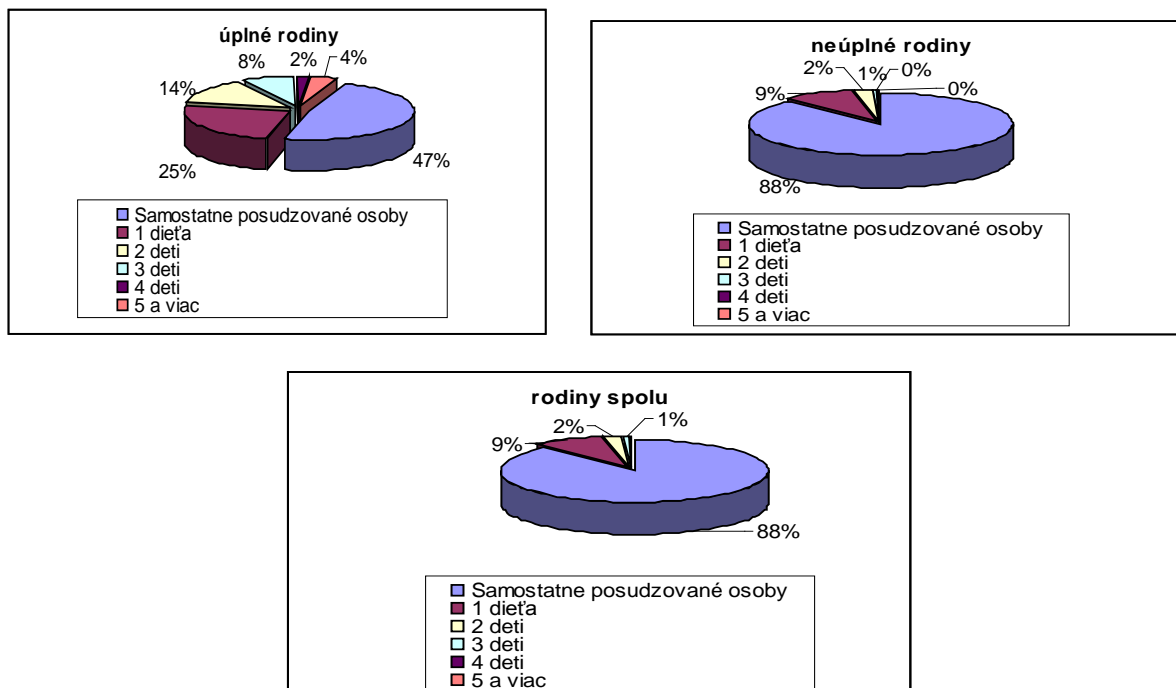 úplné rodiny
8%
2%
4%
14%
25%
47%
Samostatne posudzované osoby
1 dieťa
2 deti
3 deti
4 deti
5 a viac
neúplné rodiny
2%
1%
0%
9%
0%
88%
Samostatne posudzované osoby
1 dieťa
2 deti
3 deti
4 deti
5 a viac
rodiny spolu
2%
1%
9%
88%
Samostatne posudzované osoby
1 dieťa
2 deti
3 deti
4 deti
5 a viac